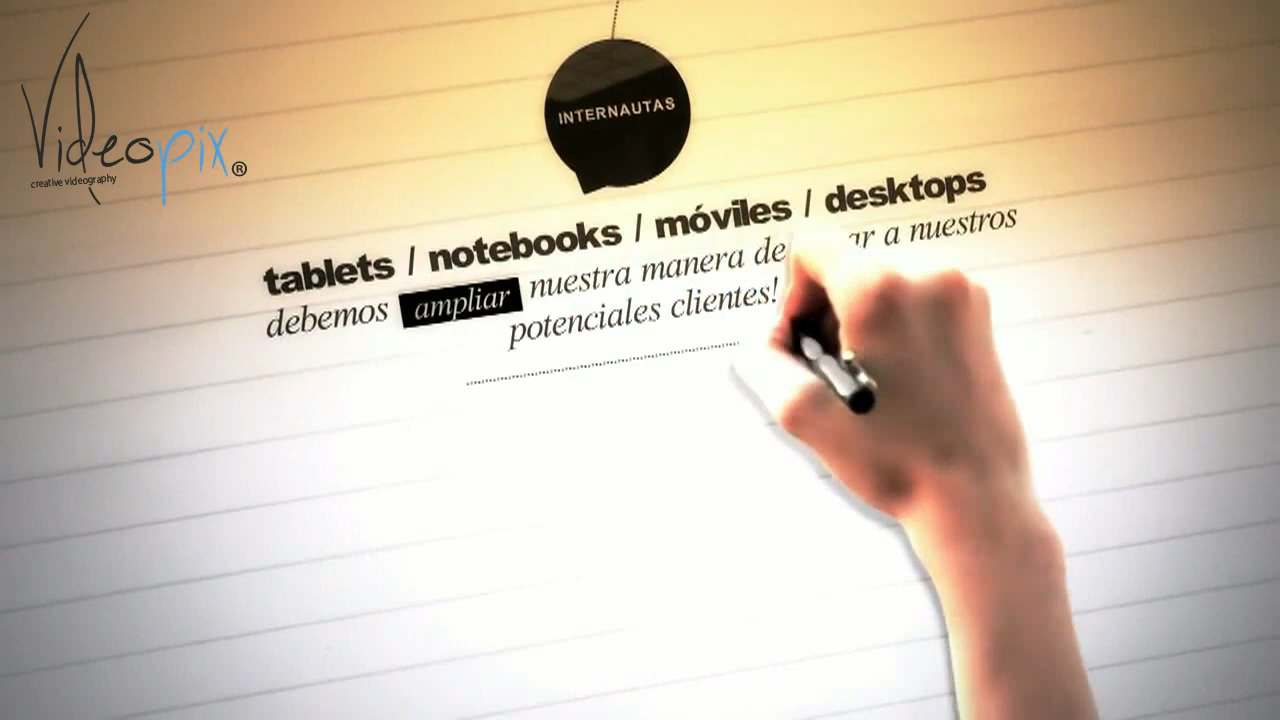 Videopix®
creative videography
INTERNAUTAS
tablets / notebooks / móviles / desktops
debemos ampliar nuestra manera de a nuestros
potenciales clientes!